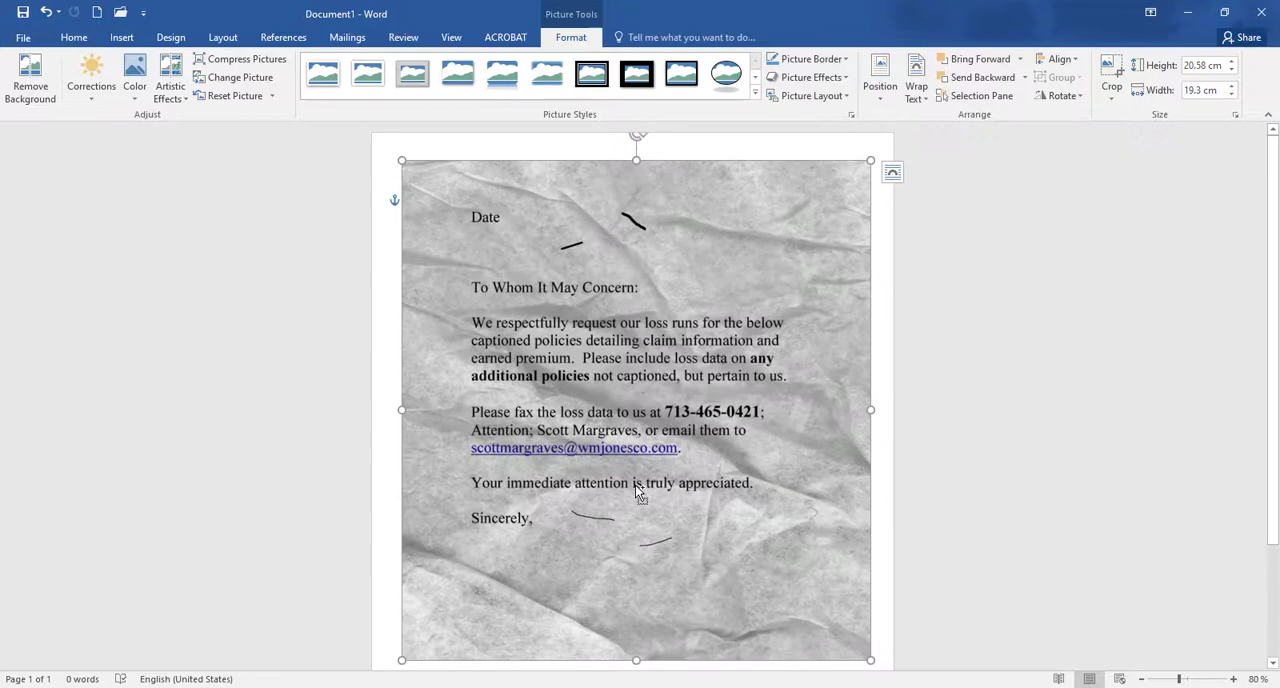 Document1 - Word
Picture Tools
File
Home
Insert
Design
Layout
References
Mailings
Review
View
ACROBAT
Format
Tell me what you want to do...
Share
Remove
Background
Corrections
Color
Artistic
Effects
Compress Pictures
Change Picture
Reset Picture
Adjust
Picture Styles
Picture Border
Picture Effects
Picture Layout
Position
Wrap
Text
Bring Forward
Send Backward
Selection Pane
Align
Group
Rotate
Arrange
Crop
Height: 20.58 cm
Width: 19.3 cm
Size
Date
To Whom It May Concern:
We respectfully request our loss runs for the below
captioned policies detailing claim information and
earned premium. Please include loss data on any
additional policies not captioned, but pertain to us.
Please fax the loss data to us at 713-465-0421;
Attention; Scott Margraves, or email them to
scottmargraves@wmjonesco.com.
Your immediate attention is truly appreciated.
Sincerely,
Page 1 of 1
0 words
English (United States)
80 %